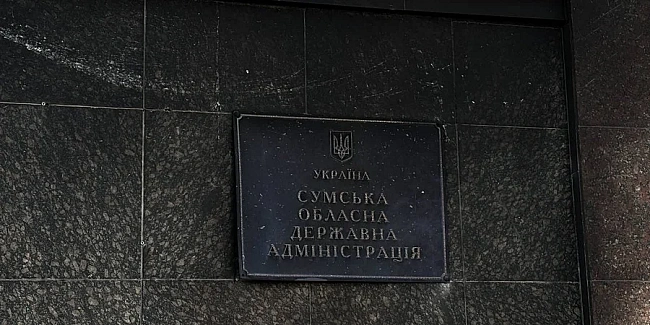 УКРАЇНА
СУМСЬКА
ОБЛАСНА
ДЕРЖАВНА
АДМІНІСТРАЦІЯ